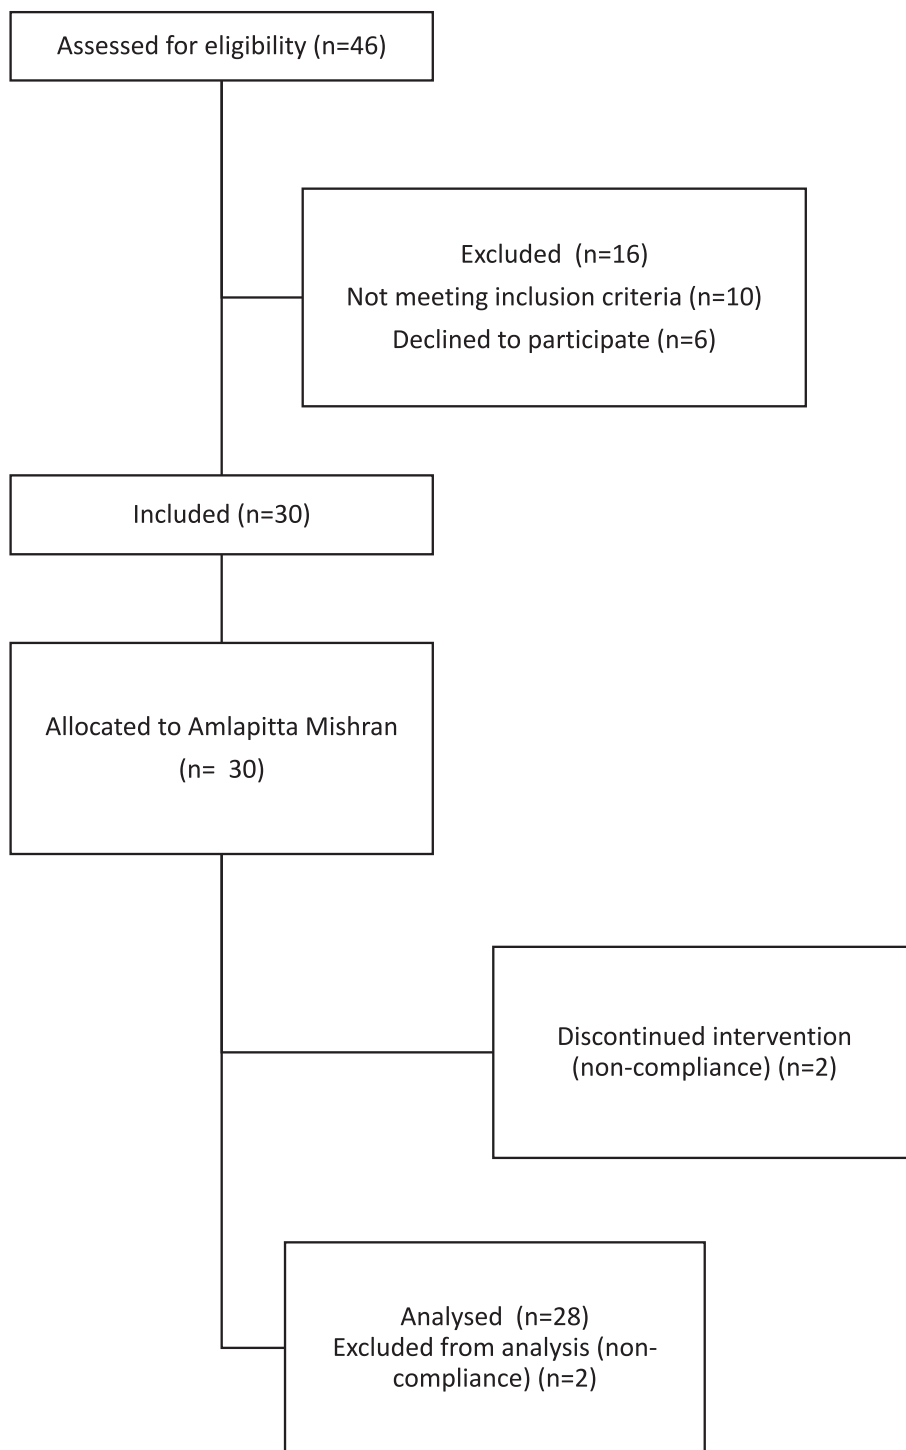 Assessed for eligibility (n=46)
Excluded  (n=16)
Not meeting inclusion criteria (n=10)
Declined to participate (n=6)
Included (n=30)
Allocated to Amlapitta Mishran
(n=  30)
Discontinued intervention
(non-compliance) (n=2)
Analysed  (n=28)
Excluded from analysis (non-
compliance) (n=2)